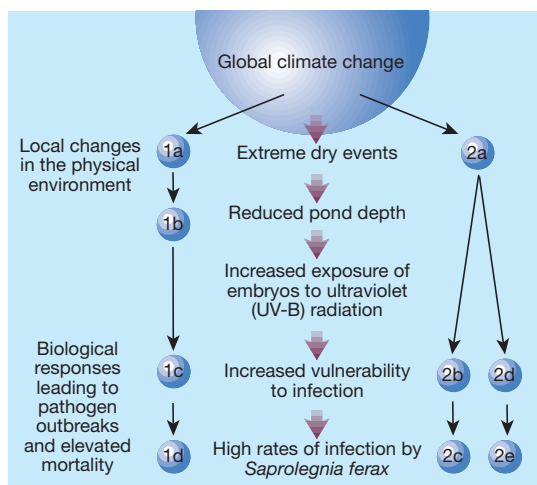 Global climate change
Local changes
in the physical
environment
1a
Extreme dry events
2a
1b
Reduced pond depth
Increased exposure of
embryos to ultraviolet
(UV-B) radiation
Biological
responses
leading to
pathogen
outbreaks
and elevated
mortality
1c
Increased vulnerability
to infection
2b
2d
1d
High rates of infection by
Saprolegnia ferax
2c
2e